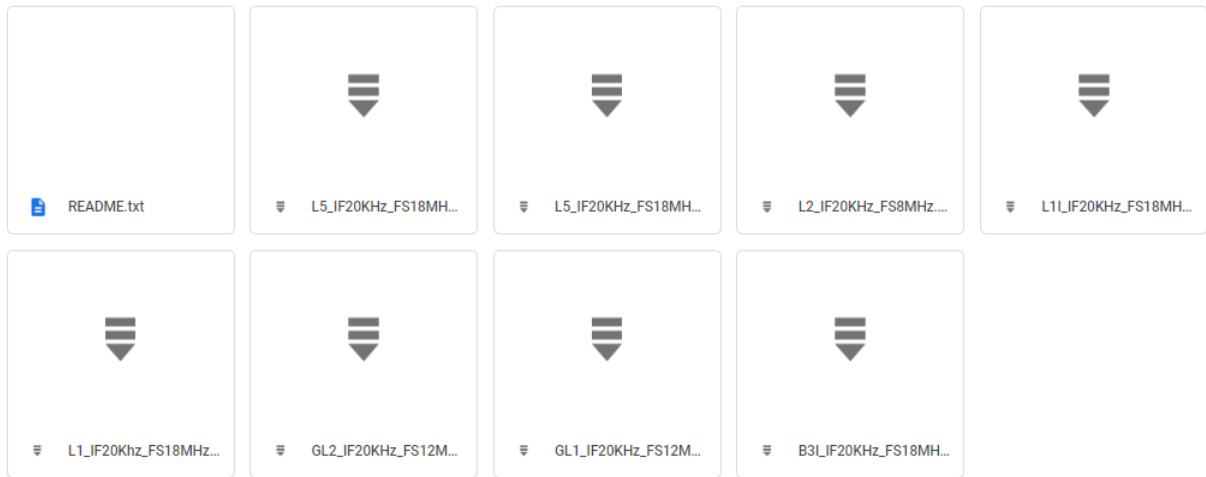 README.txt
L5_IF20KHz_FS18MH...
L5_IF20KHz_FS18MH...
L2_IF20KHz_FS8MHz....
L1I_IF20KHz_FS18MH...
L1_IF20Khz_FS18MHz...
GL2_IF20KHz_FS12M...
GL1_IF20KHz_FS12M...
B3I_IF20KHz_FS18MH...